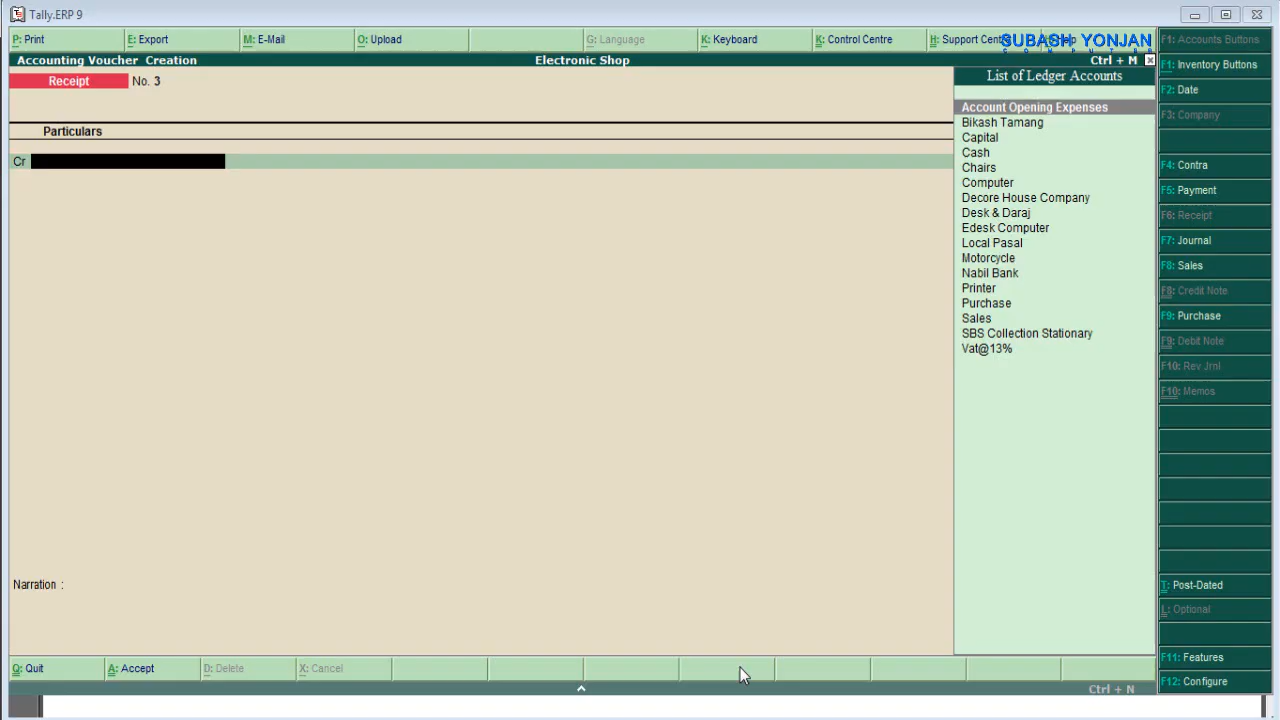 Tally.ERP 9
P: Print
E: Export
M: E-Mail
O: Upload
G: Language
K: Keyboard
K: Control Centre
H: Support Cent
SUBASH YONJAN
COMPUTER
Accounting Voucher Creation
Electronic Shop
Ctrl + M
Receipt
No. 3
Particulars
Cr
Narration :
List of Ledger Accounts
Account Opening Expenses
Bikash Tamang
Capital
Cash
Chairs
Computer
Decore House Company
Desk & Daraj
Edesk Computer
Local Pasal
Motorcycle
Nabil Bank
Printer
Purchase
Sales
SBS Collection Stationary
Vat@13%
F1: Accounts Buttons
F1: Inventory Buttons
F2: Date
F3: Company
F4: Contra
F5: Payment
F6: Receipt
F7: Journal
F8: Sales
F8: Credit Note
F9: Purchase
F9: Debit Note
F10: Rev Jrnl
F10: Memos
T: Post-Dated
L: Optional
F11: Features
F12: Configure
Q: Quit
A: Accept
D: Delete
X: Cancel
Ctrl + N